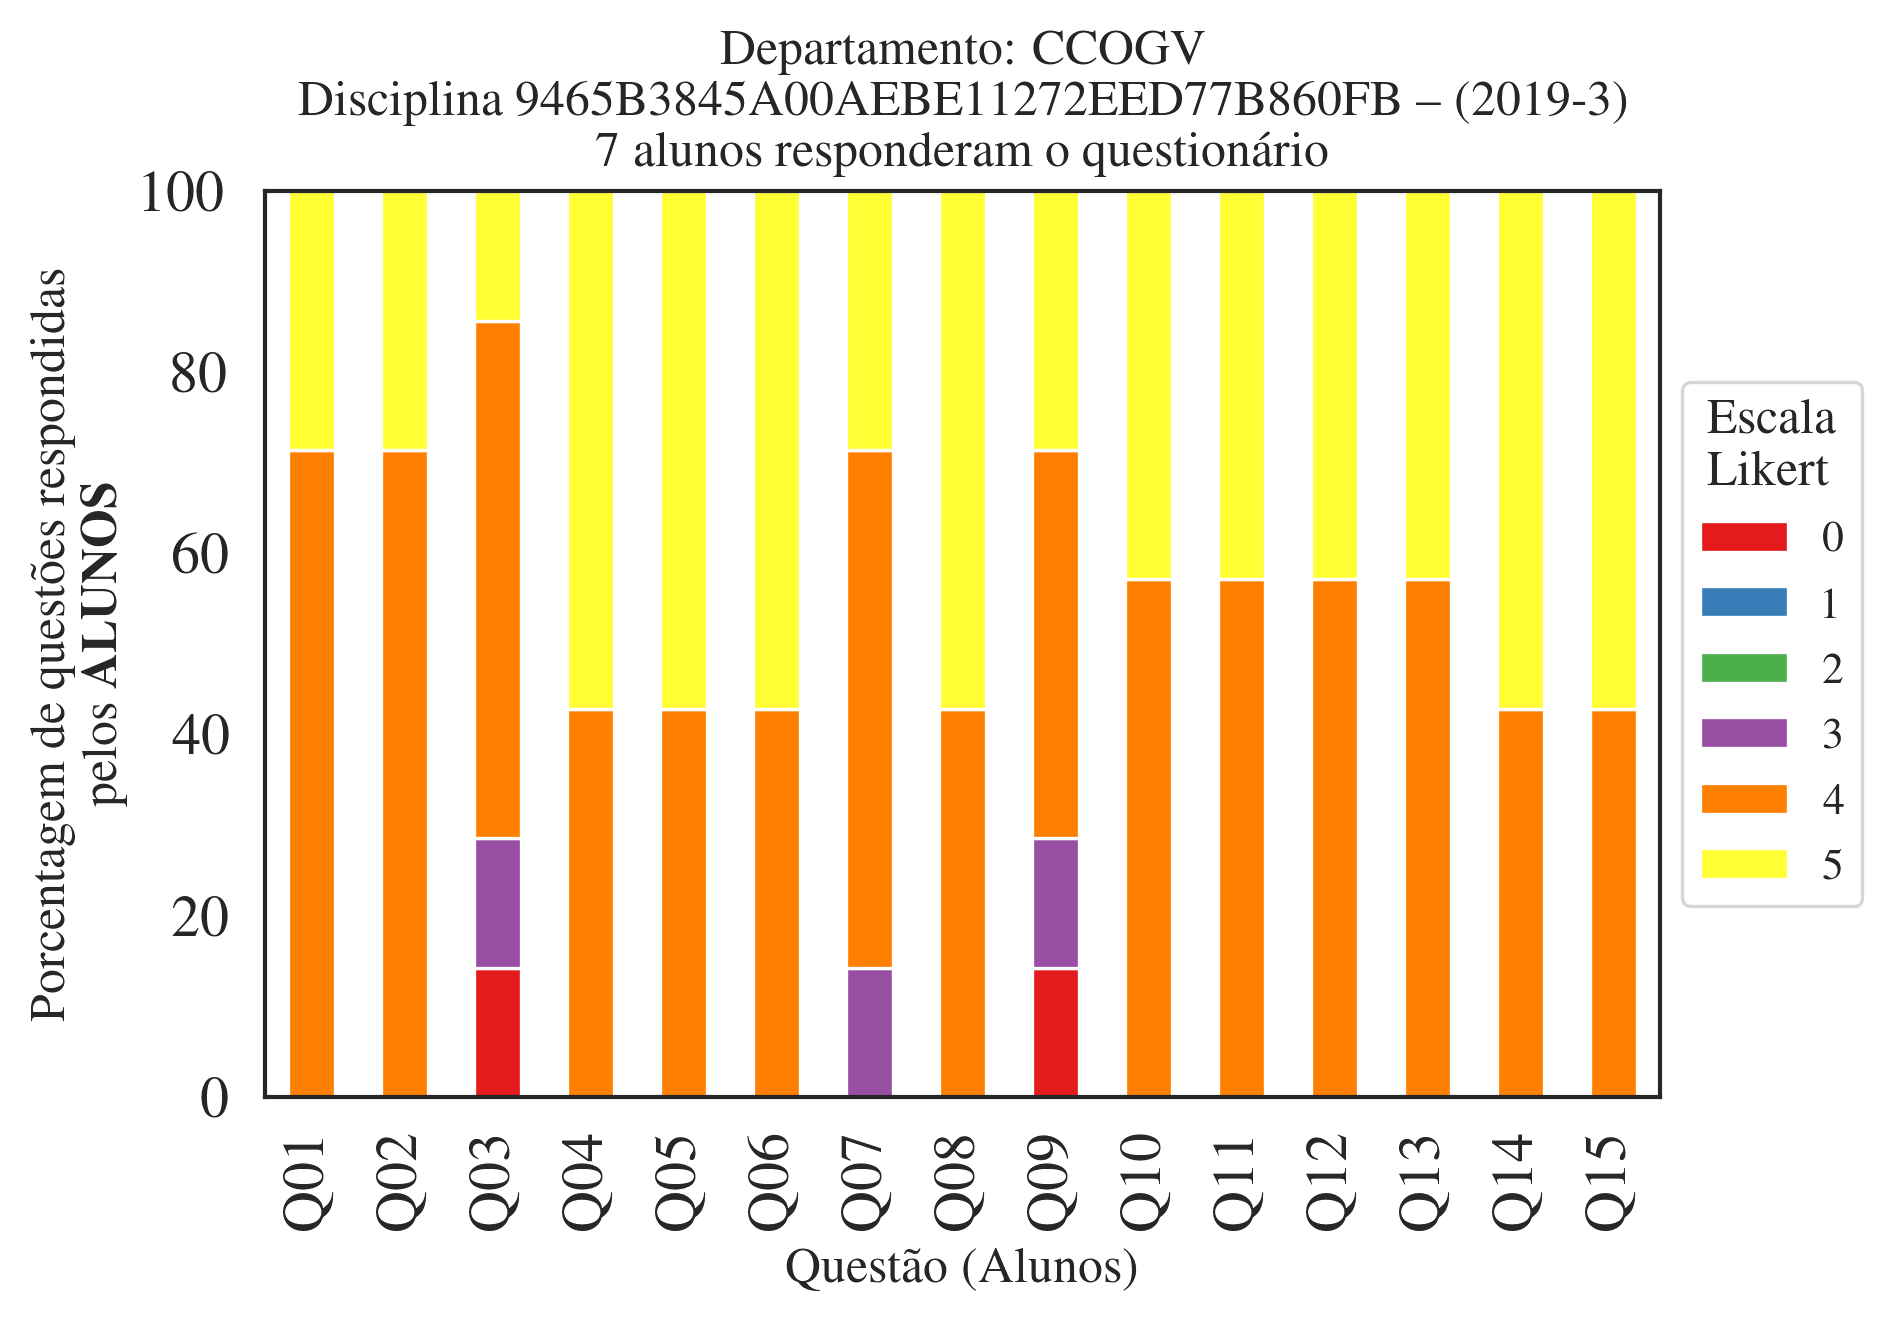 Departamento: CCOGV
Disciplina 9465B3845A00AEBE11272EED77B860FB – (2019-3)
7 alunos responderam o questionário
Porcentagem de questões respondidas
pelos ALUNOS
100
80
60
40
20
0
Q01
Q02
Q03
Q04
Q05
Q06
Q07
Q08
Q09
Q10
Q11
Q12
Q13
Q14
Q15
Questão (Alunos)
Escala
Likert
0
1
2
3
4
5